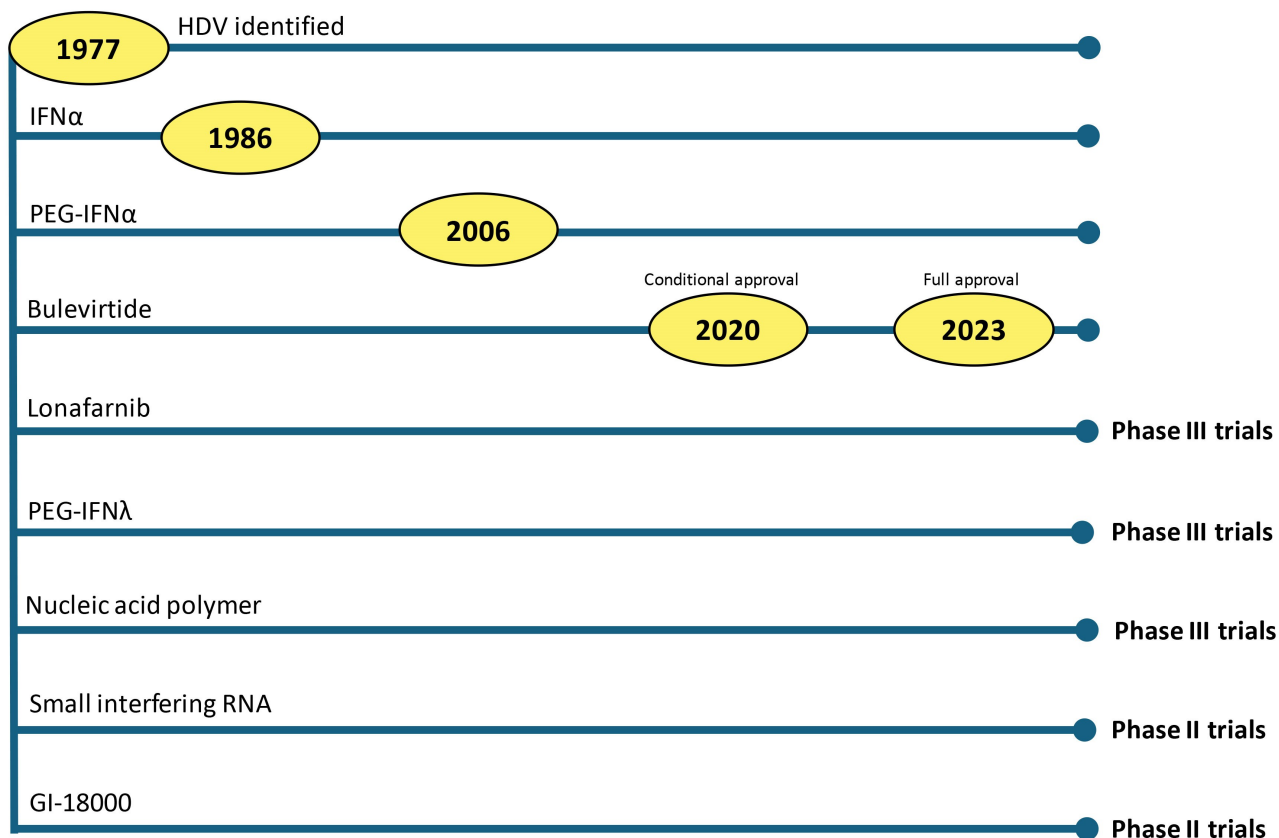 HDV identified
1977
IFNα
1986
PEG-IFNα
2006
Conditional approval
Full approval
Bulevirtide
2020
2023
Lonafarnib
Phase III trials
PEG-IFNλ
Phase III trials
Nucleic acid polymer
Phase III trials
Small interfering RNA
Phase II trials
GI-18000
Phase II trials